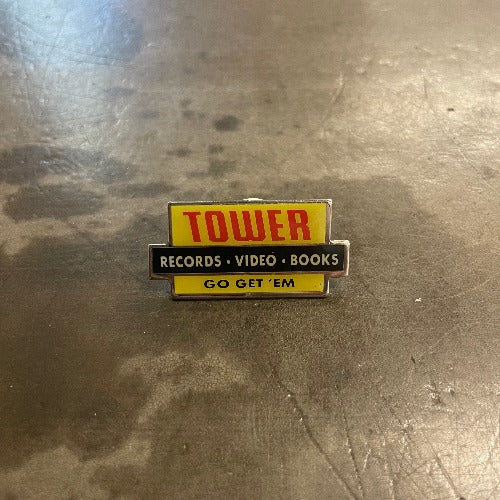 TOWER
RECORDS • VIDEO • BOOKS
GO GET 'EM